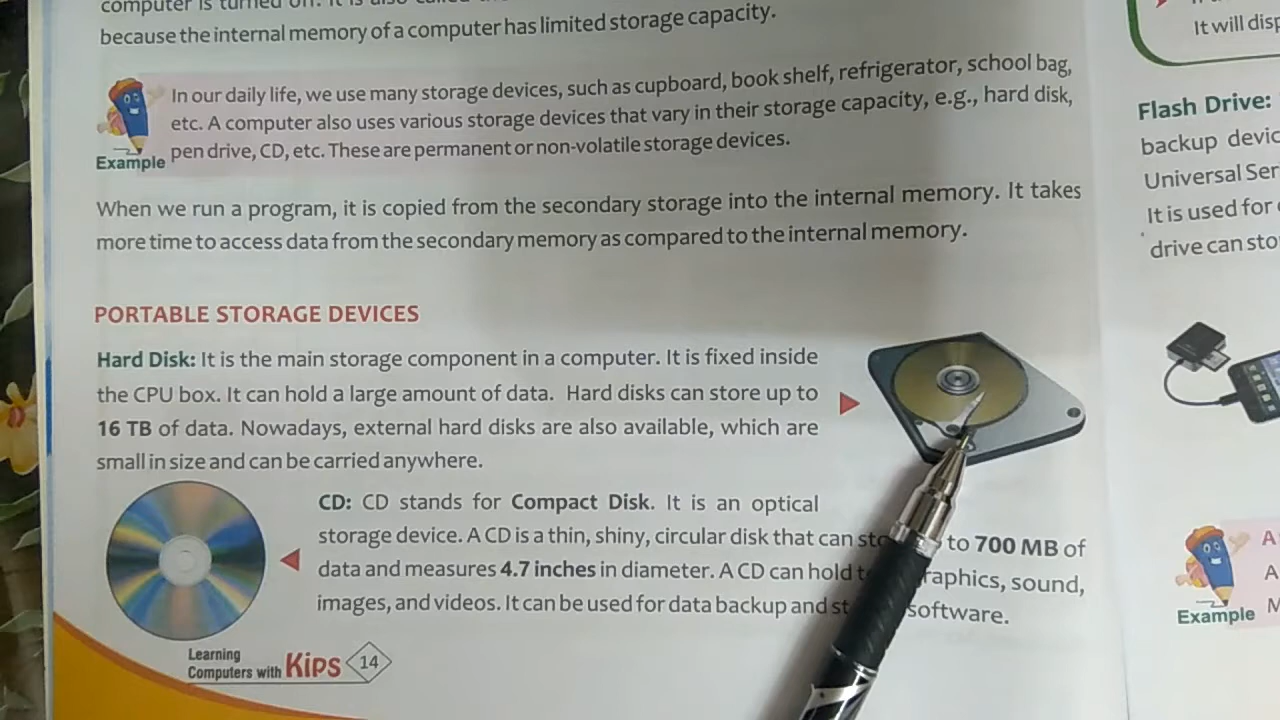 computer is turned off. It is also called the
because the internal memory of a computer has limited storage capacity.
In our daily life, we use many storage devices, such as cupboard, book shelf, refrigerator, school bag,
etc. A computer also uses various storage devices that vary in their storage capacity, e.g., hard disk,
Example pen drive, CD, etc. These are permanent or non-volatile storage devices.
When we run a program, it is copied from the secondary storage into the internal memory. It takes
more time to access data from the secondary memory as compared to the internal memory.
PORTABLE STORAGE DEVICES
Hard Disk: It is the main storage component in a computer. It is fixed inside
the CPU box. It can hold a large amount of data. Hard disks can store up to
16 TB of data. Nowadays, external hard disks are also available, which are
small in size and can be carried anywhere.
CD: CD stands for Compact Disk. It is an optical
storage device. A CD is a thin, shiny, circular disk that can to 700 MB of
data and measures 4.7 inches in diameter. A CD can hold sound,
images, and videos. It can be used for data backup and software.
Learning
Computers with Kips 14
It will
Flash Drive:
backup
Universal
It is used for
drive can
Example